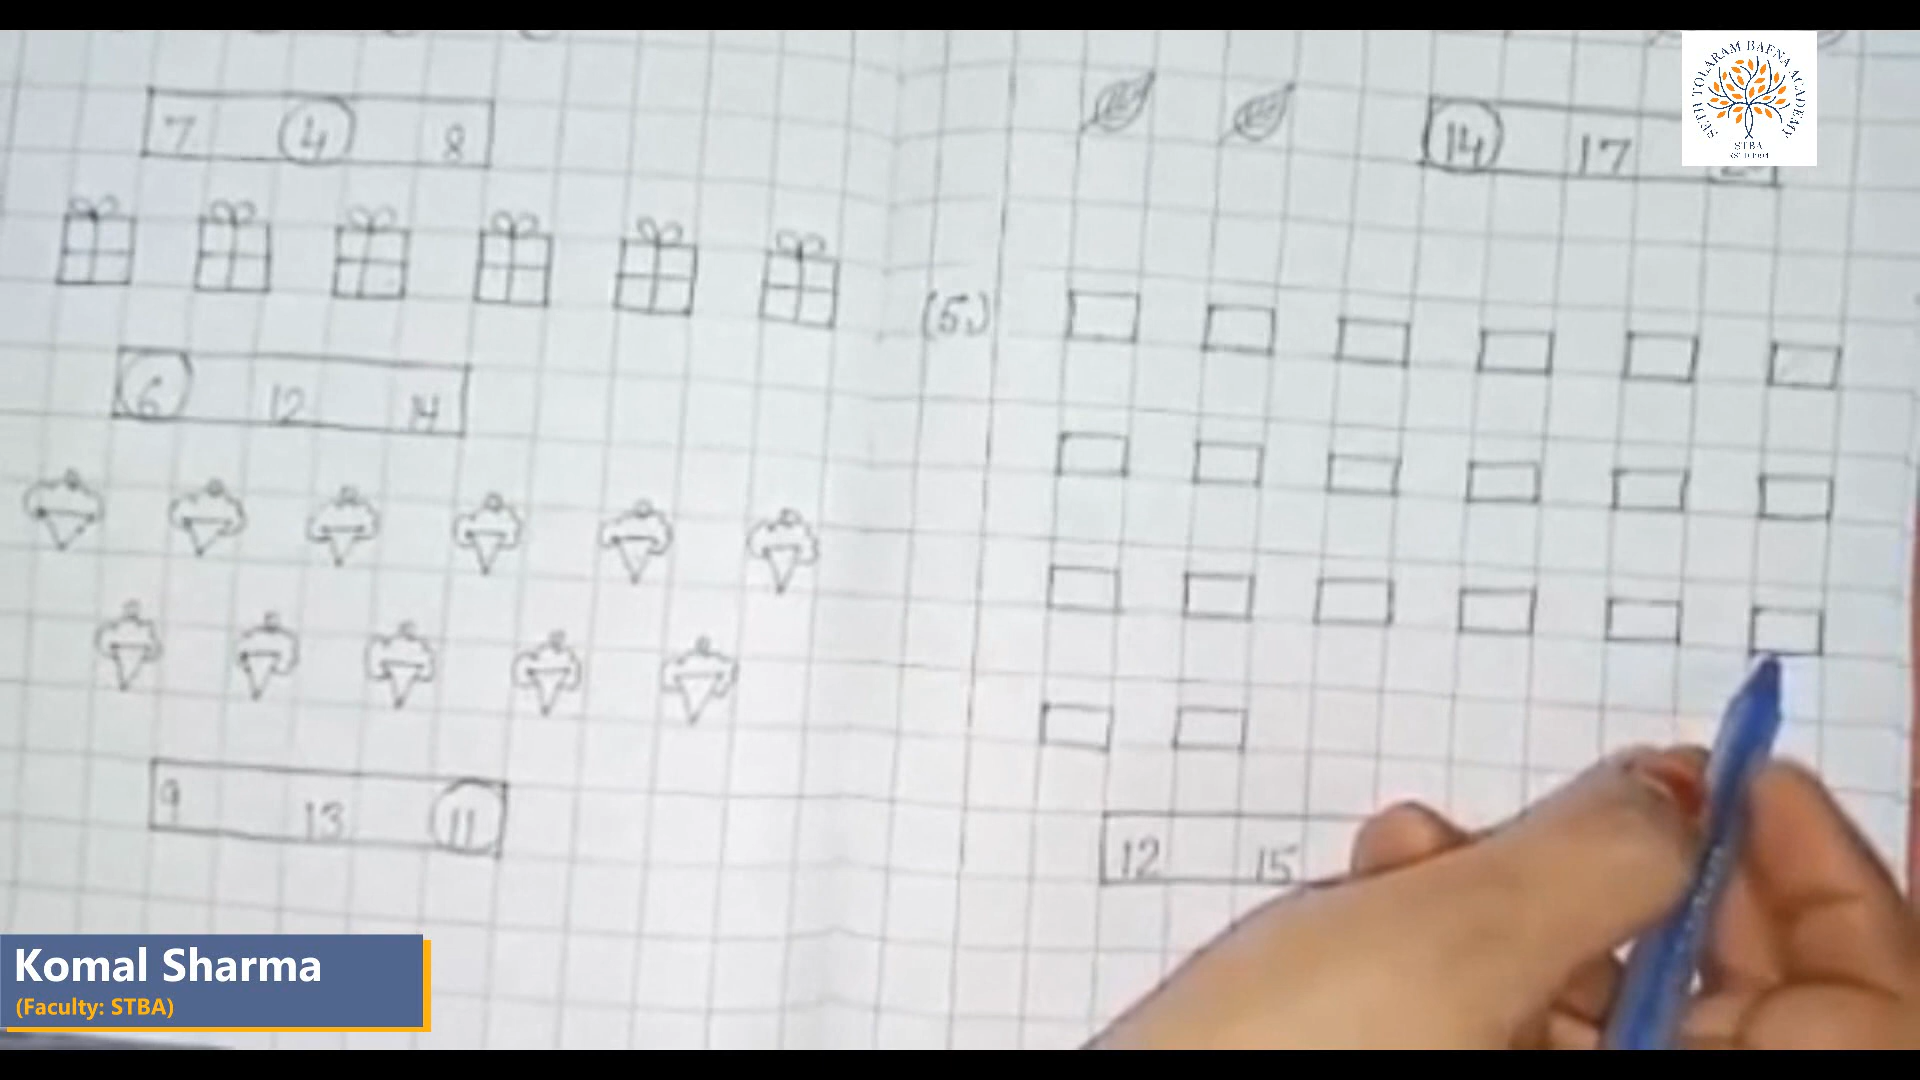 7 4 8
6 12 14
9 13 11
14 17
(5.)
12 15
SETH TOLARAM BAFNA ACADEMY
STBA
Komal Sharma
(Faculty: STBA)